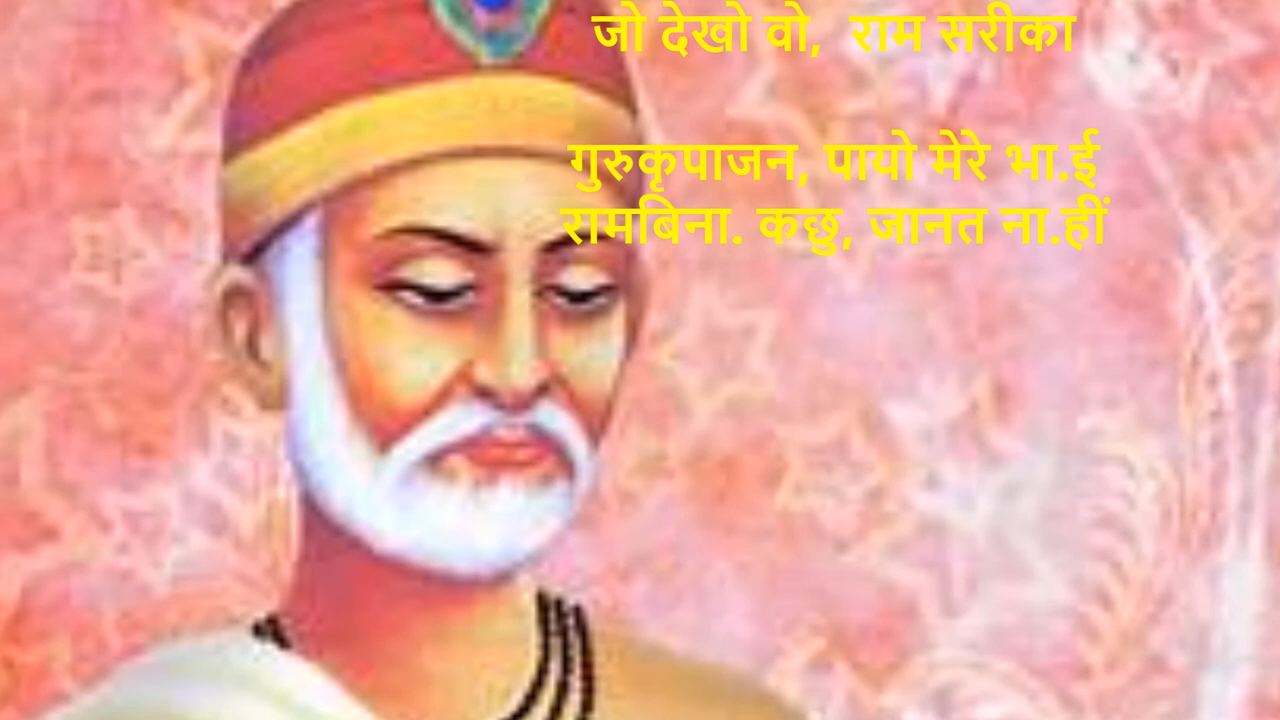 जो देखो वो,  राम सरीका
गुरुकृपाजन, पायो मेरे भा.ई
रामबिना. कछु, जानत ना.हीं